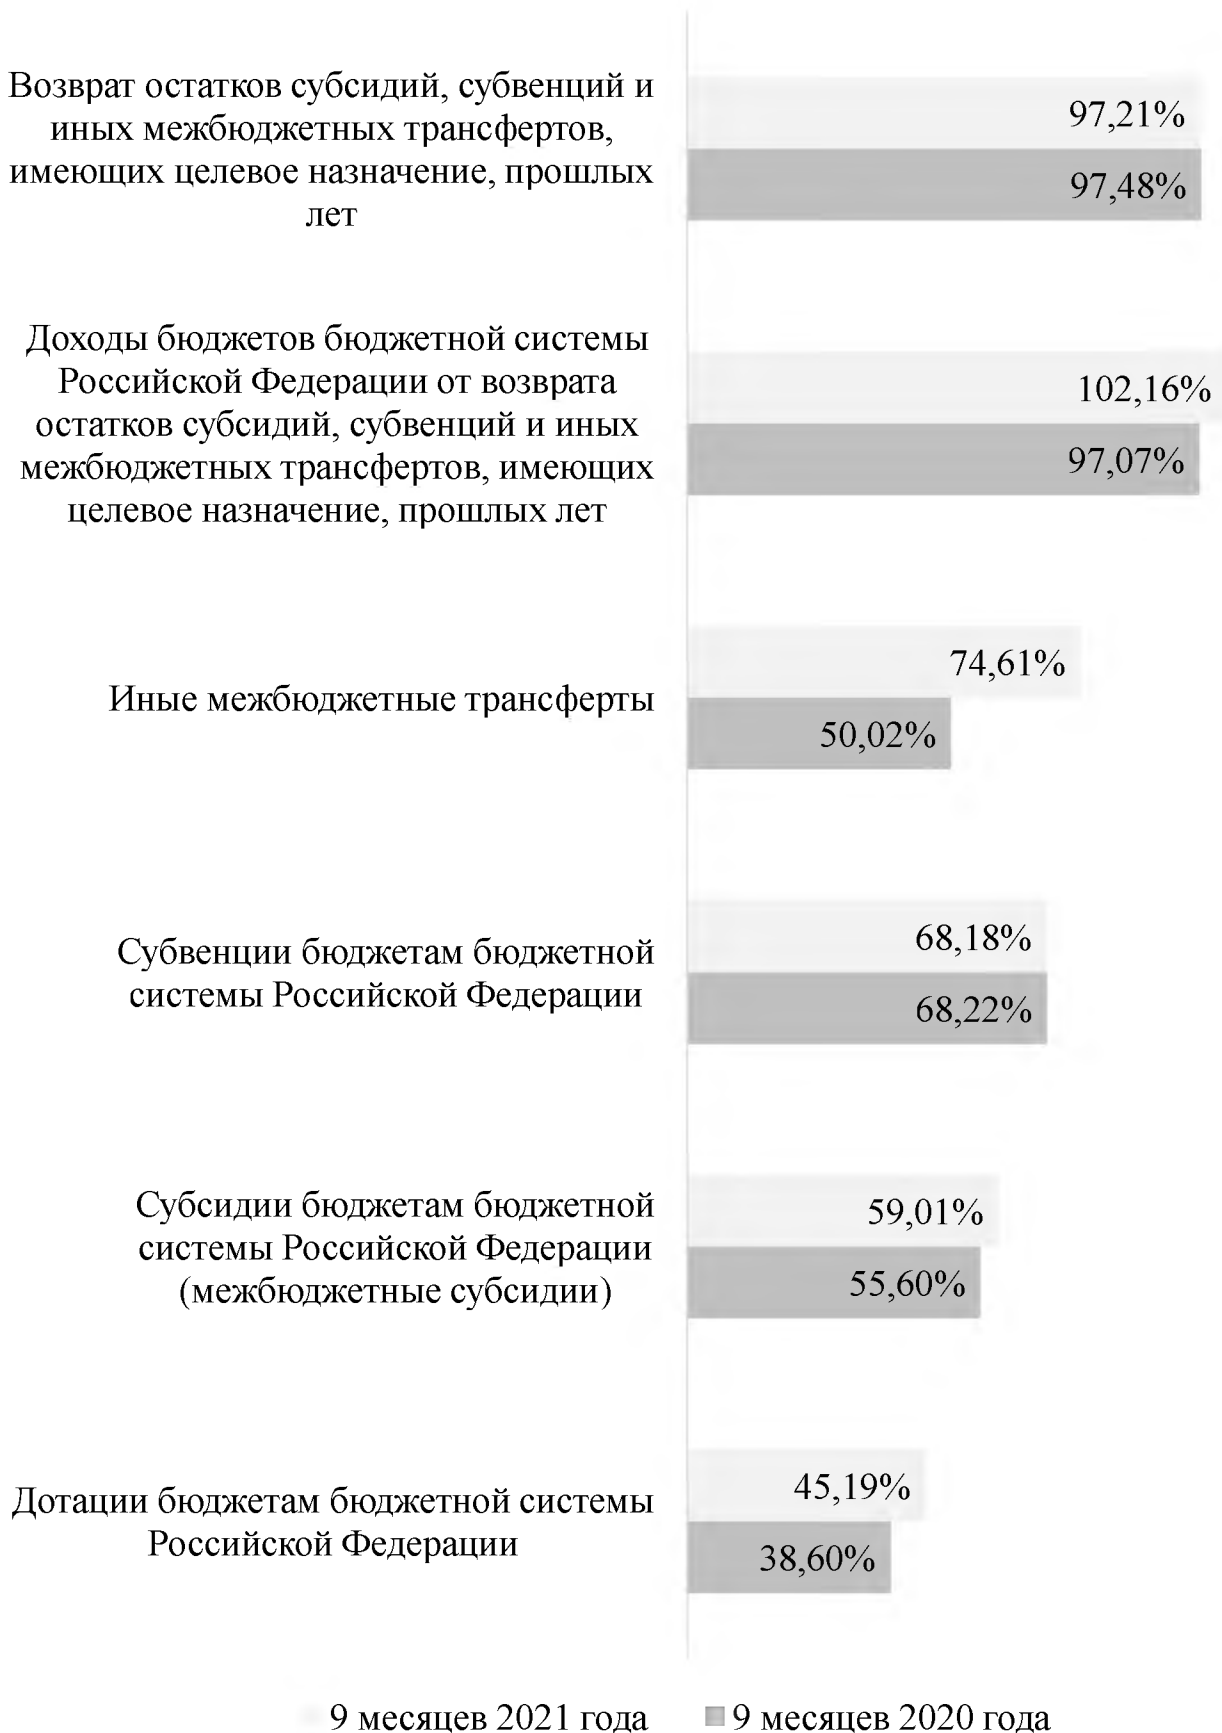 Возврат остатков субсидий, субвенций и
иных межбюджетных трансфертов,
имеющих целевое назначение, прошлых
лет
97,21%
97,48%
Доходы бюджетов бюджетной системы
Российской Федерации от возврата
остатков субсидий, субвенций и иных
межбюджетных трансфертов, имеющих
целевое назначение, прошлых лет
102,16%
97,07%
Иные межбюджетные трансферты
74,61%
50,02%
Субвенции бюджетам бюджетной
системы Российской Федерации
68,18%
68,22%
Субсидии бюджетам бюджетной
системы Российской Федерации
(межбюджетные субсидии)
59,01%
55,60%
Дотации бюджетам бюджетной системы
Российской Федерации
45,19%
38,60%
9 месяцев 2021 года 9 месяцев 2020 года